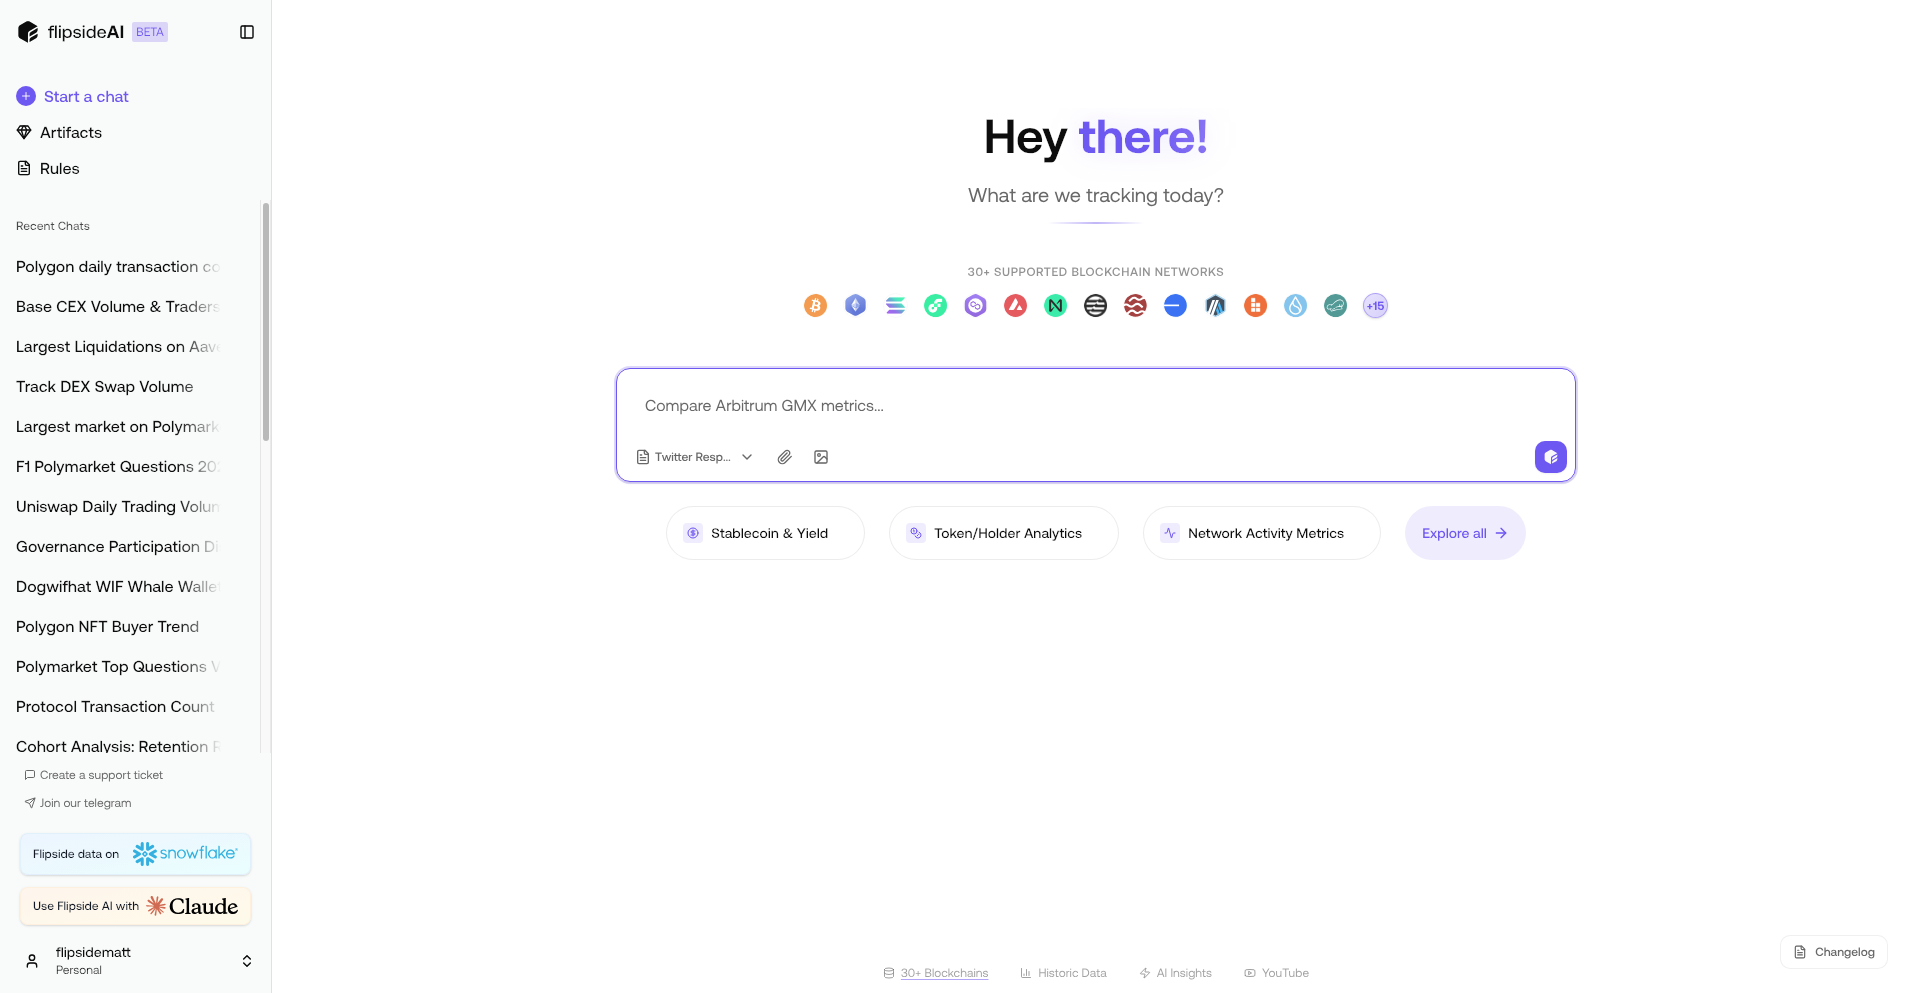 flipsideAI BETA
Start a chat
Artifacts
Rules
Recent Chats
Polygon daily transaction co
Base CEX Volume & Traders
Largest Liquidations on Aave
Track DEX Swap Volume
Largest market on Polymark
F1 Polymarket Questions 202
Uniswap Daily Trading Volum
Governance Participation Di
Dogwifhat WIF Whale Wallet
Polygon NFT Buyer Trend
Polymarket Top Questions V
Protocol Transaction Count
Cohort Analysis: Retention R
Create a support ticket
Join our telegram
Flipside data on snowflake
Use Flipside AI with Claude
flipsidematt
Personal
Hey there!
What are we tracking today?
30+ SUPPORTED BLOCKCHAIN NETWORKS
+15
Compare Arbitrum GMX metrics...
Twitter Resp...
Stablecoin & Yield
Token/Holder Analytics
Network Activity Metrics
Explore all
Changelog
30+ Blockchains
Historic Data
AI Insights
YouTube